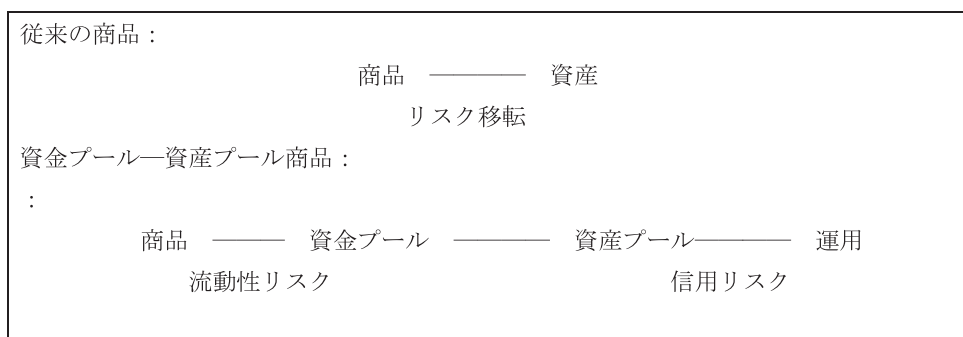 従来の商品：
商品　────　資産
リスク移転
資金プール―資産プール商品：
：
商品　───　資金プール　────　資産プール────　運用
流動性リスク　信用リスク